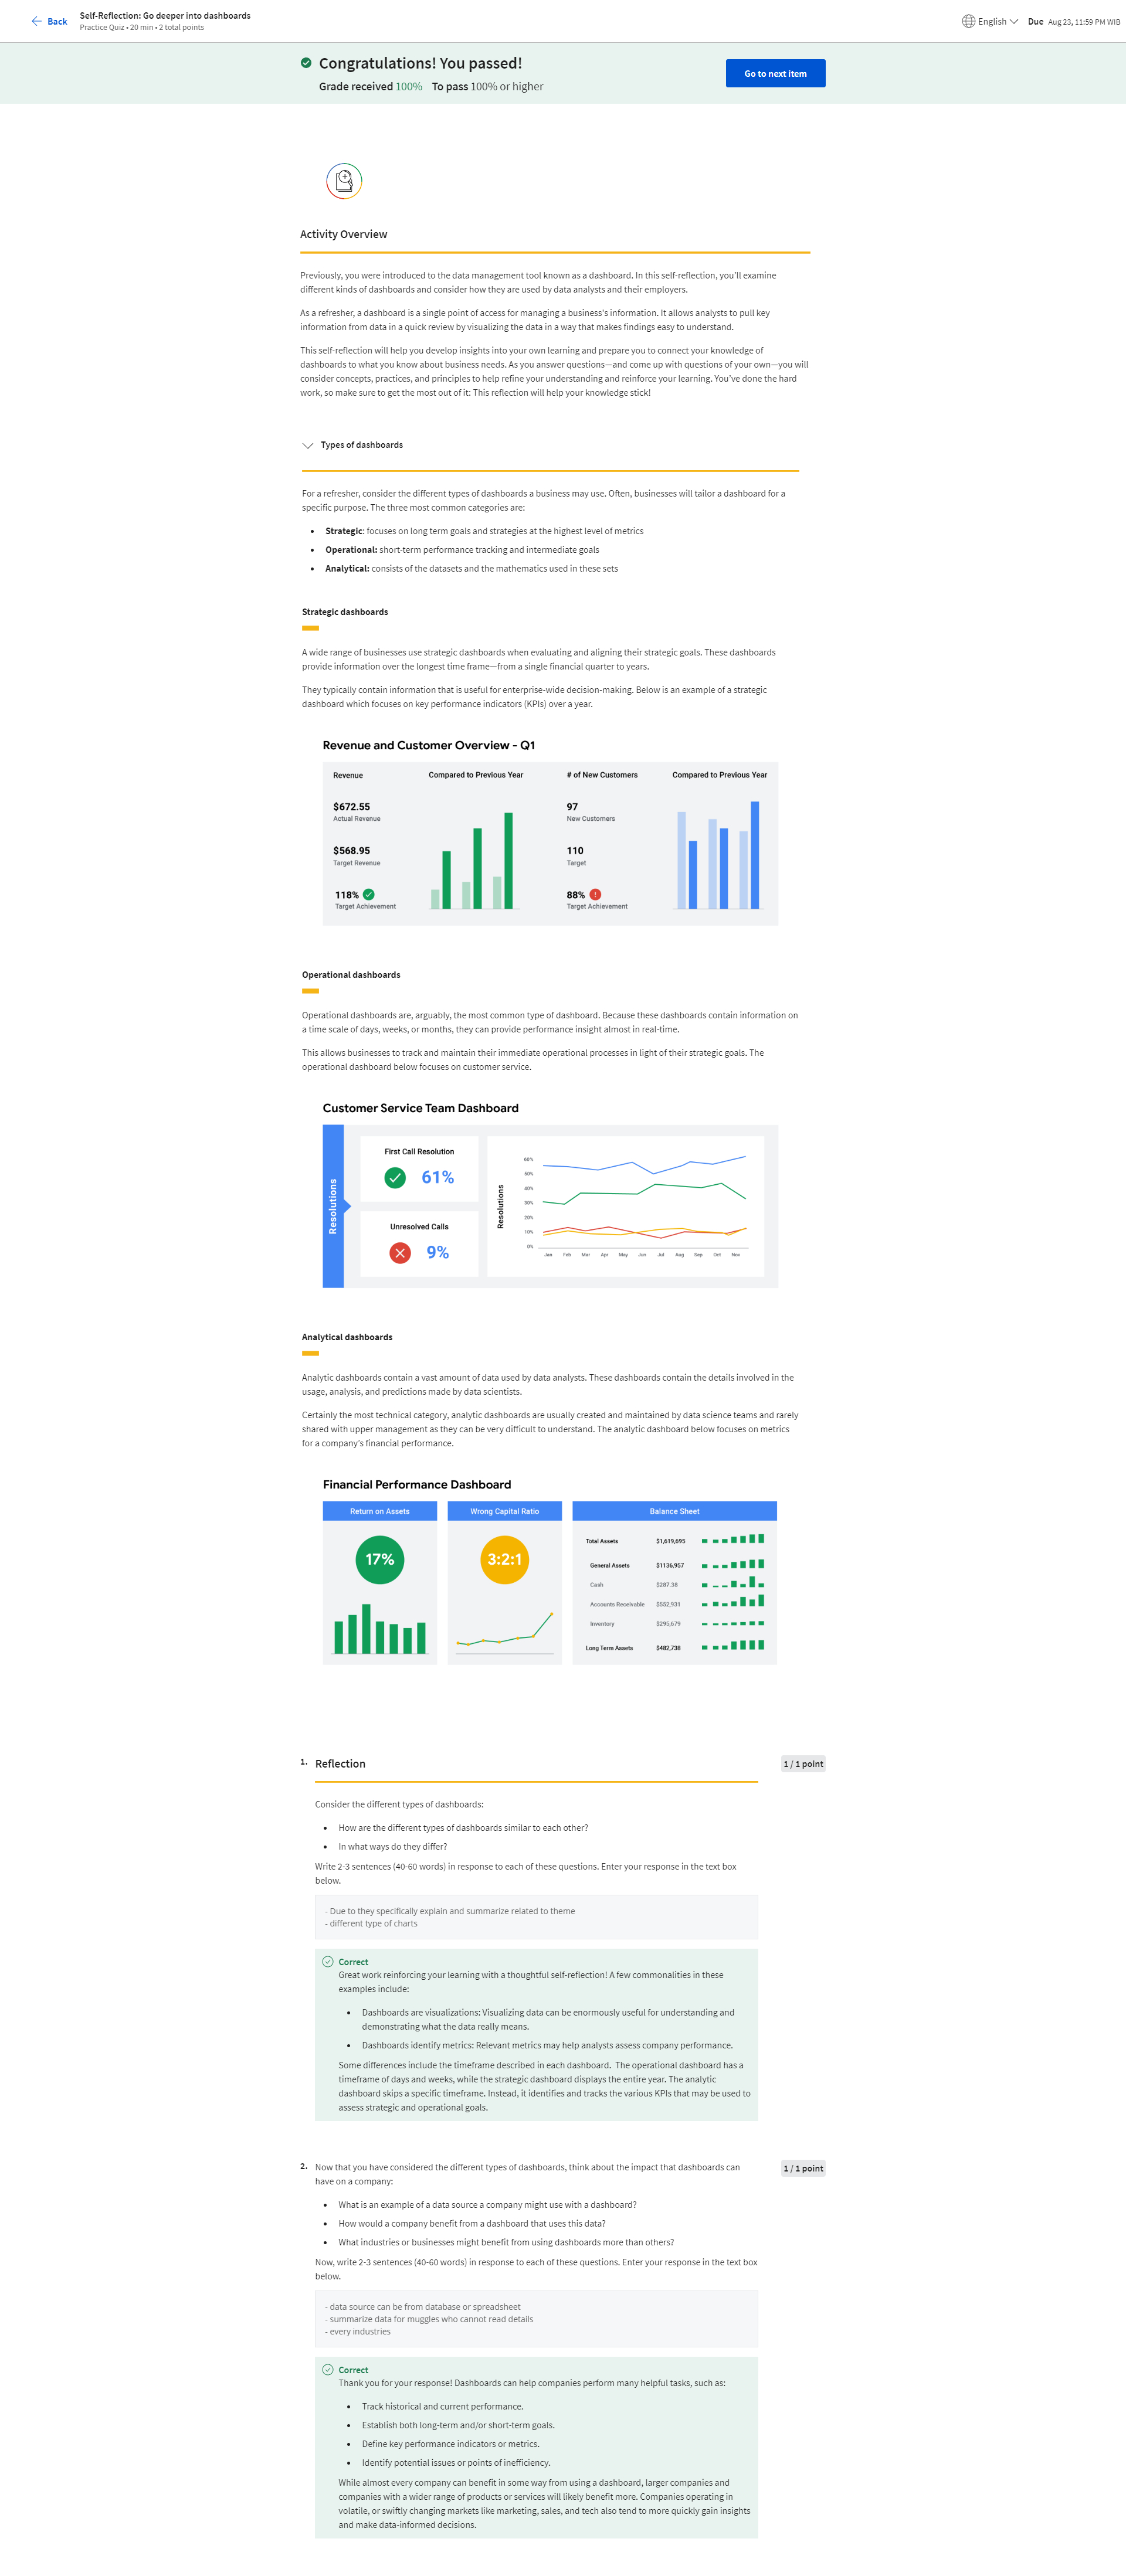 Back
Self-Reflection: Go deeper into dashboards
Practice Quiz • 20 min • 2 total points
English
Due Aug 23, 11:59 PM WIB
Congratulations! You passed!
Grade received 100% To pass 100% or higher
Go to next item
Activity Overview
Previously, you were introduced to the data management tool known as a dashboard. In this self-reflection, you'll examine
different kinds of dashboards and consider how they are used by data analysts and their employers.
As a refresher, a dashboard is a single point of access for managing a business's information. It allows analysts to pull key
information from data in a quick review by visualizing the data in a way that makes findings easy to understand.
This self-reflection will help you develop insights into your own learning and prepare you to connect your knowledge of
dashboards to what you know about business needs. As you answer questions—and come up with questions of your own—you will
consider concepts, practices, and principles to help refine your understanding and reinforce your learning. You've done the hard
work, so make sure to get the most out of it: This reflection will help your knowledge stick!
Types of dashboards
For a refresher, consider the different types of dashboards a business may use. Often, businesses will tailor a dashboard for a
specific purpose. The three most common categories are:
• Strategic: focuses on long term goals and strategies at the highest level of metrics
• Operational: short-term performance tracking and intermediate goals
• Analytical: consists of the datasets and the mathematics used in these sets
Strategic dashboards
A wide range of businesses use strategic dashboards when evaluating and aligning their strategic goals. These dashboards
provide information over the longest time frame—from a single financial quarter to years.
They typically contain information that is useful for enterprise-wide decision-making. Below is an example of a strategic
dashboard which focuses on key performance indicators (KPIs) over a year.
Revenue and Customer Overview - Q1
Revenue
Compared to Previous Year
# of New Customers
Compared to Previous Year
$672.55
Actual Revenue
$568.95
Target Revenue
118%
Target Achievement
97
New Customers
110
Target
88%
Target Achievement
Operational dashboards
Operational dashboards are, arguably, the most common type of dashboard. Because these dashboards contain information on
a time scale of days, weeks, or months, they can provide performance insight almost in real-time.
This allows businesses to track and maintain their immediate operational processes in light of their strategic goals. The
operational dashboard below focuses on customer service.
Customer Service Team Dashboard
Resolutions
First Call Resolution
61%
Unresolved Calls
9%
Resolutions
60%
50%
40%
30%
20%
10%
0%
Jan Feb Mar Apr May Jun Jul Aug Sep Oct Nov
Analytical dashboards
Analytic dashboards contain a vast amount of data used by data analysts. These dashboards contain the details involved in the
usage, analysis, and predictions made by data scientists.
Certainly the most technical category, analytic dashboards are usually created and maintained by data science teams and rarely
shared with upper management as they can be very difficult to understand. The analytic dashboard below focuses on metrics
for a company's financial performance.
Financial Performance Dashboard
Return on Assets
17%
Wrong Capital Ratio
3:2:1
Balance Sheet
Total Assets $1,619,695
General Assets $1136,957
Cash $287.38
Accounts Receivable $552,931
Inventory $295,679
Long Term Assets $482,738
1. Reflection
1 / 1 point
Consider the different types of dashboards:
• How are the different types of dashboards similar to each other?
• In what ways do they differ?
Write 2-3 sentences (40-60 words) in response to each of these questions. Enter your response in the text box
below.
- Due to they specifically explain and summarize related to theme
- different type of charts
Correct
Great work reinforcing your learning with a thoughtful self-reflection! A few commonalities in these
examples include:
• Dashboards are visualizations: Visualizing data can be enormously useful for understanding and
demonstrating what the data really means.
• Dashboards identify metrics: Relevant metrics may help analysts assess company performance.
Some differences include the timeframe described in each dashboard. The operational dashboard has a
timeframe of days and weeks, while the strategic dashboard displays the entire year. The analytic
dashboard skips a specific timeframe. Instead, it identifies and tracks the various KPIs that may be used to
assess strategic and operational goals.
2. Now that you have considered the different types of dashboards, think about the impact that dashboards can
have on a company:
1 / 1 point
• What is an example of a data source a company might use with a dashboard?
• How would a company benefit from a dashboard that uses this data?
• What industries or businesses might benefit from using dashboards more than others?
Now, write 2-3 sentences (40-60 words) in response to each of these questions. Enter your response in the text box
below.
- data source can be from database or spreadsheet
- summarize data for muggles who cannot read details
- every industries
Correct
Thank you for your response! Dashboards can help companies perform many helpful tasks, such as:
• Track historical and current performance.
• Establish both long-term and/or short-term goals.
• Define key performance indicators or metrics.
• Identify potential issues or points of inefficiency.
While almost every company can benefit in some way from using a dashboard, larger companies and
companies with a wider range of products or services will likely benefit more. Companies operating in
volatile, or swiftly changing markets like marketing, sales, and tech also tend to more quickly gain insights
and make data-informed decisions.